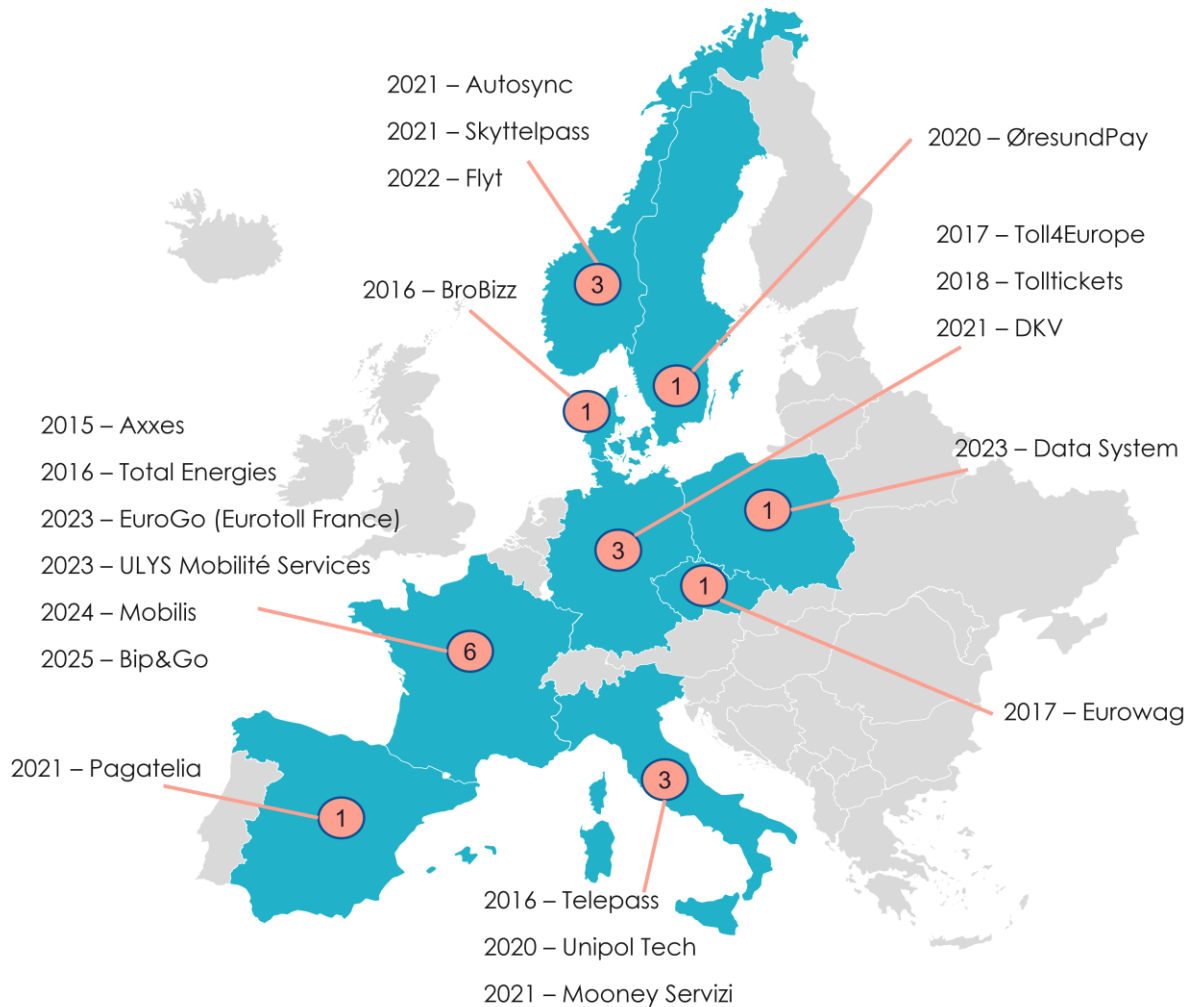 2021 – Autosync
2021 – Skyttelpass
2022 – Flyt
2020 – ØresundPay
2017 – Toll4Europe
2018 – Tolltickets
2021 – DKV
3
2016 – BroBizz
1
1
2015 – Axxes
2016 – Total Energies
2023 – EuroGo (Eurotoll France)
2023 – ULYS Mobilité Services
2024 – Mobilis
2025 – Bip&Go
2023 – Data System
1
3
1
6
2017 – Eurowag
2021 – Pagatelia
1
3
2016 – Telepass
2020 – Unipol Tech
2021 – Mooney Servizi